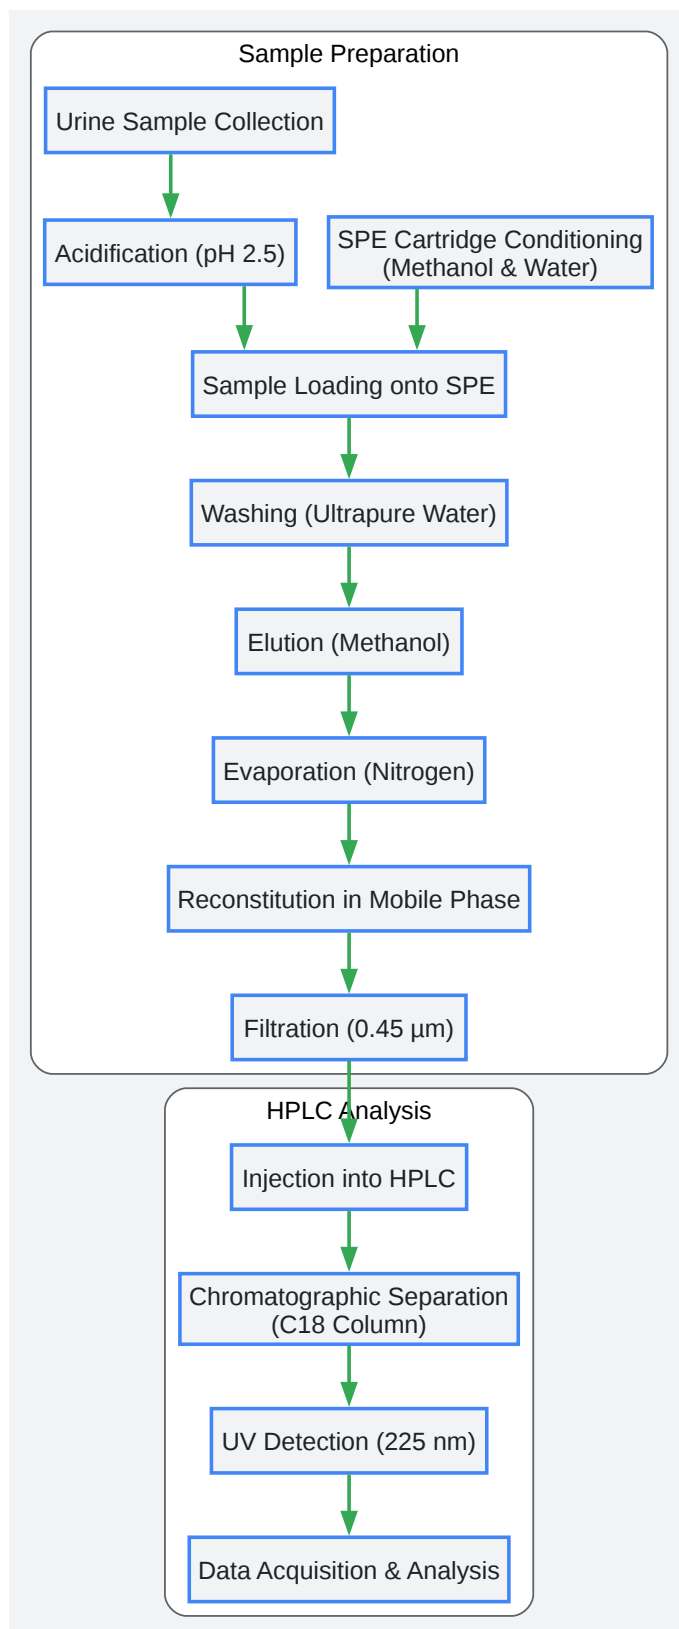 Sample Preparation
Urine Sample Collection
Acidification (pH 2.5)
SPE Cartridge Conditioning
(Methanol & Water)
Sample Loading onto SPE
Washing (Ultrapure Water)
Elution (Methanol)
Evaporation (Nitrogen)
Reconstitution in Mobile Phase
Filtration (0.45 µm)
HPLC Analysis
Injection into HPLC
Chromatographic Separation
(C18 Column)
UV Detection (225 nm)
Data Acquisition & Analysis